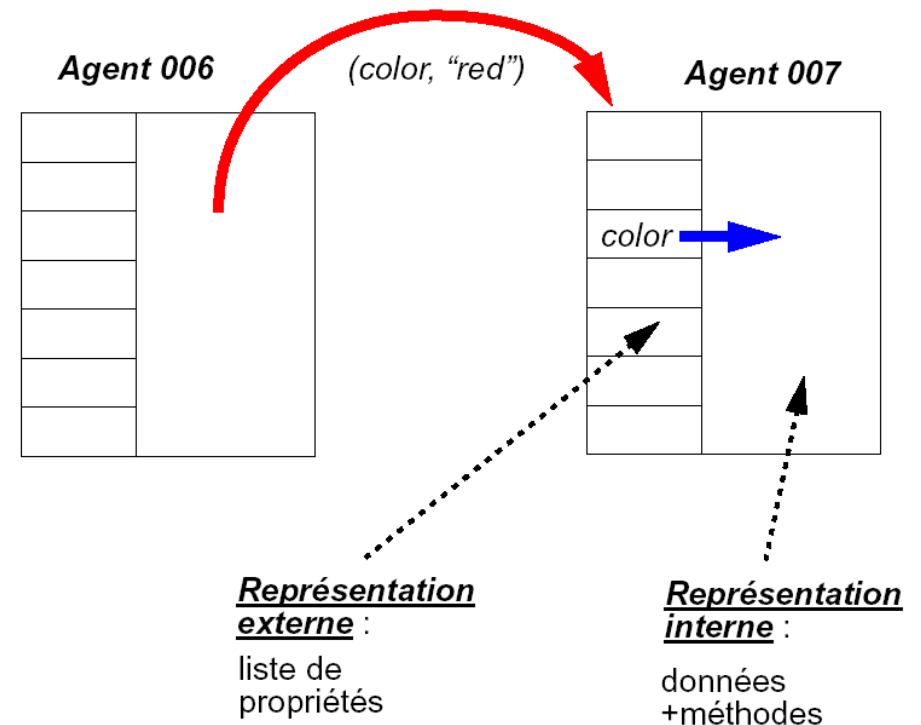 Agent 006
(color, “red”)
Agent 007
color
Représentation
externe :
liste de
propriétés
Représentation
interne :
données
+méthodes